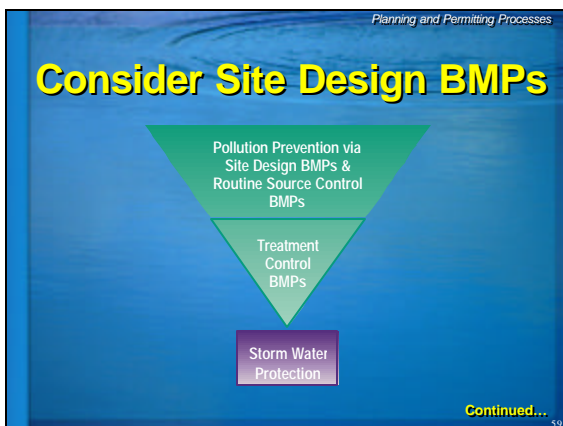 Planning and Permitting Processes
Consider Site Design BMPs
Pollution Prevention via
Site Design BMPs &
Routine Source Control
BMPs
Treatment
Control
BMPs
Storm Water
Protection
Continued...
59